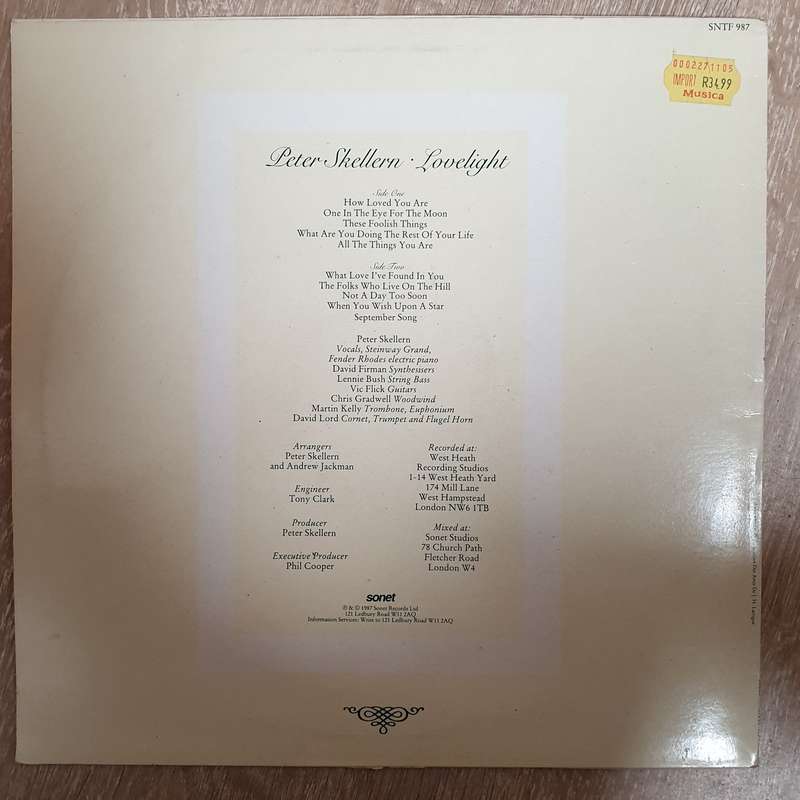 SNTF 987
0002271105
IMPORT R34.99
Musica
Peter Skellern · Lovelight
Side One
How Loved You Are
One In The Eye For The Moon
These Foolish Things
What Are You Doing The Rest Of Your Life
All The Things You Are
Side Two
What Love I've Found In You
The Folks Who Live On The Hill
Not A Day Too Soon
When You Wish Upon A Star
September Song
Peter Skellern
Vocals, Steinway Grand,
Fender Rhodes electric piano
David Firman Synthesisers
Lennie Bush String Bass
Vic Flick Guitars
Chris Gradwell Woodwind
Martin Kelly Trombone, Euphonium
David Lord Cornet, Trumpet and Flugel Horn
Arrangers
Peter Skellern
and Andrew Jackman
Engineer
Tony Clark
Producer
Peter Skellern
Executive Producer
Phil Cooper
Recorded at:
West Heath
Recording Studios
1-14 West Heath Yard
174 Mill Lane
West Hampstead
London NW6 1TB
Mixed at:
Sonet Studios
78 Church Path
Fletcher Road
London W4
sonet
℗ & © 1987 Sonet Records Ltd
121 Ledbury Road W11 2AQ
Information Services: Write to 121 Ledbury Road W11 2AQ